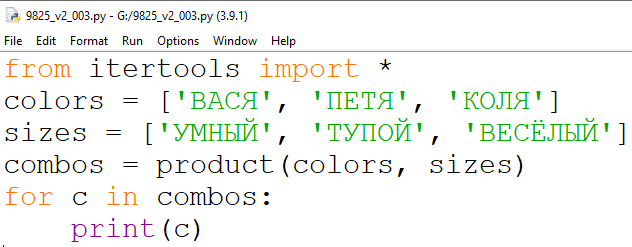 9825_v2_003.py - G:/9825_v2_003.py (3.9.1)
File Edit Format Run Options Window Help
from itertools import *
colors = ['ВАСЯ', 'ПЕТЯ', 'КОЛЯ']
sizes = ['УМНЫЙ', 'ТУПОЙ', 'ВЕСЁЛЫЙ']
combos = product(colors, sizes)
for c in combos:
    print(c)